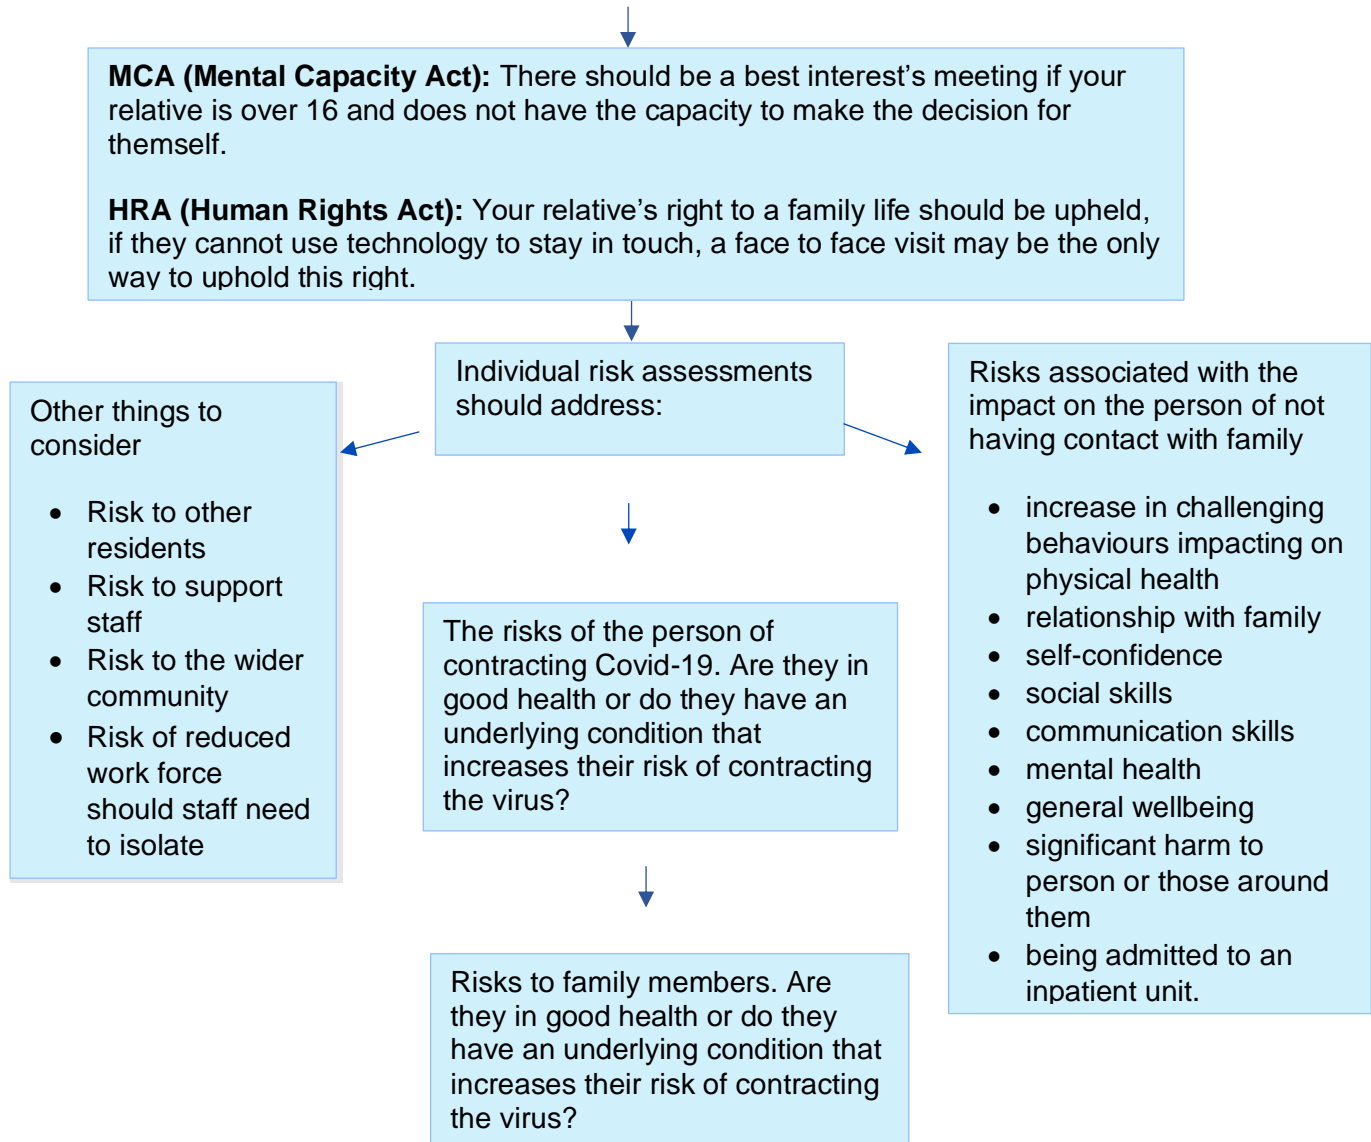 MCA (Mental Capacity Act): There should be a best interest's meeting if your
relative is over 16 and does not have the capacity to make the decision for
themself.
HRA (Human Rights Act): Your relative's right to a family life should be upheld,
if they cannot use technology to stay in touch, a face to face visit may be the only
way to uphold this right.
Individual risk assessments
should address:
Other things to
consider
• Risk to other
residents
• Risk to support
staff
• Risk to the wider
community
• Risk of reduced
work force
should staff need
to isolate
The risks of the person of
contracting Covid-19. Are they in
good health or do they have an
underlying condition that
increases their risk of contracting
the virus?
Risks to family members. Are
they in good health or do they
have an underlying condition that
increases their risk of contracting
the virus?
Risks associated with the
impact on the person of not
having contact with family
• increase in challenging
behaviours impacting on
physical health
• relationship with family
• self-confidence
• social skills
• communication skills
• mental health
• general wellbeing
• significant harm to
person or those around
them
• being admitted to an
inpatient unit.